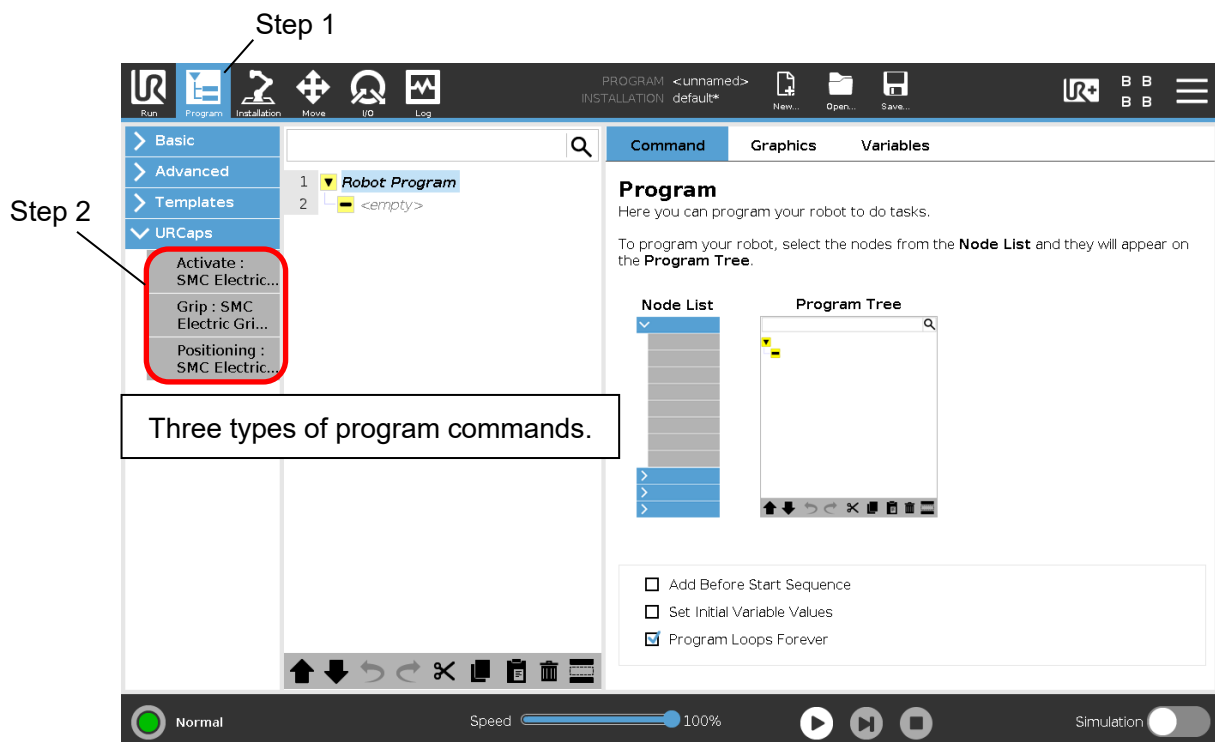 Step 1
PROGRAM <unnamed>
INSTALLATION default*
Run Program Installation Move I/O Log New... Open... Save...
B B
B B
Basic
Advanced
Templates
URCaps
Step 2
Activate :
SMC Electric...
Grip : SMC
Electric Gri...
Positioning :
SMC Electric...
1 Robot Program
2 <empty>
Three types of program commands.
Command Graphics Variables
Program
Here you can program your robot to do tasks.
To program your robot, select the nodes from the Node List and they will appear on
the Program Tree.
Node List Program Tree
Add Before Start Sequence
Set Initial Variable Values
Program Loops Forever
Normal Speed 100% Simulation